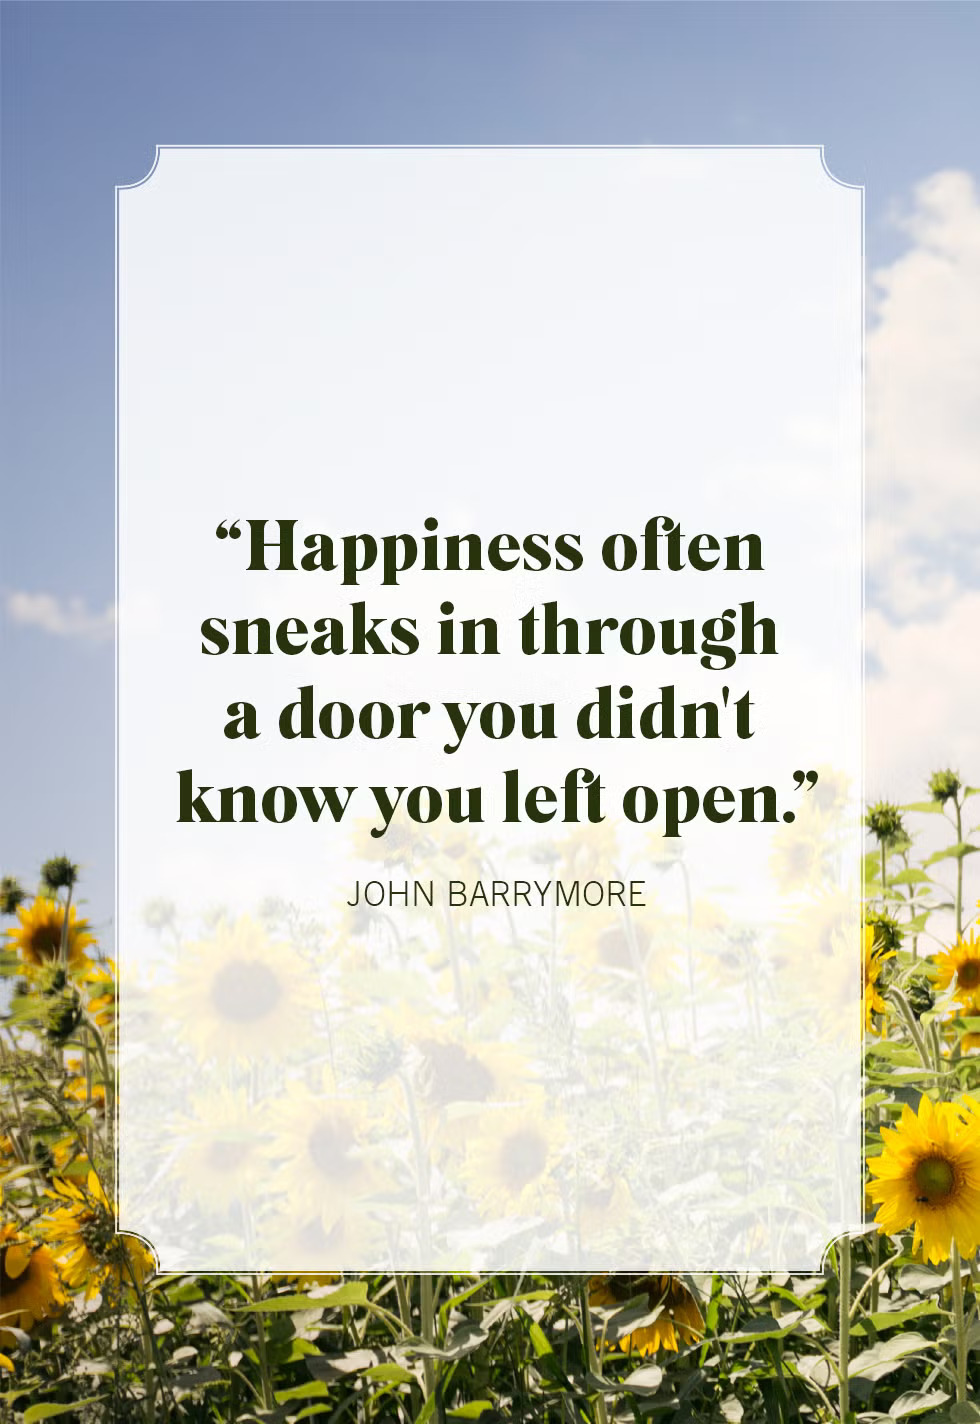 “Happiness often
sneaks in through
a door you didn't
know you left open.”
JOHN BARRYMORE